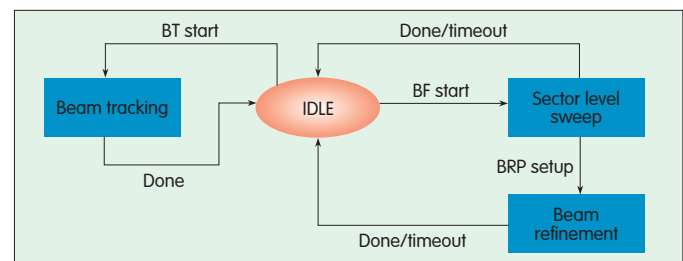 BT start
Done/timeout
Beam tracking
IDLE
BF start
Sector level
sweep
Done
BRP setup
Done/timeout
Beam
refinement